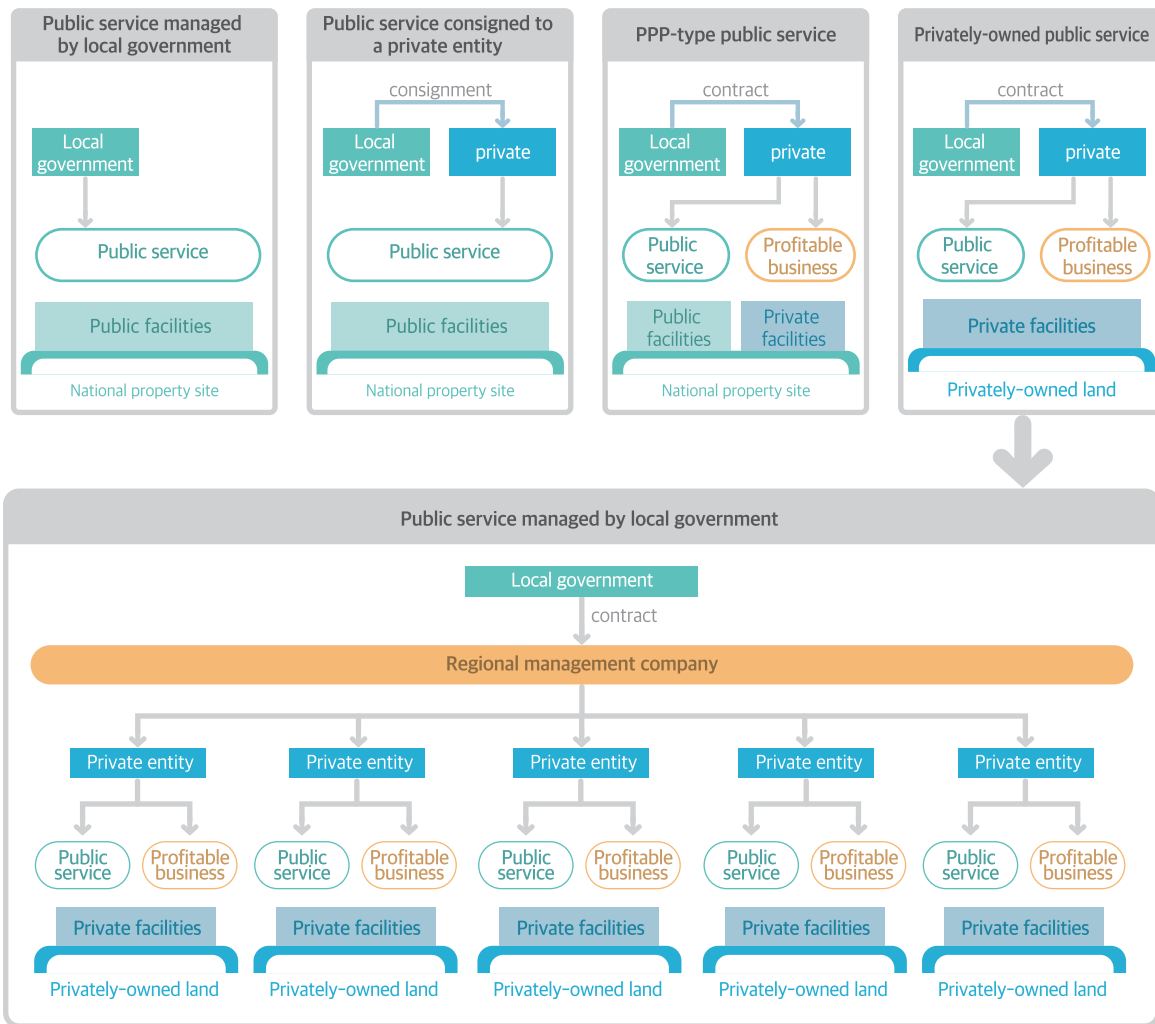 Public service managed
by local government
Local
government
Public service
Public facilities
National property site
Public service consigned to
a private entity
consignment
Local
government
private
Public service
Public facilities
National property site
PPP-type public service
contract
Local
government
private
Public
service
Profitable
business
Public
facilities
Private
facilities
National property site
Privately-owned public service
contract
Local
government
private
Public
service
Profitable
business
Private facilities
Privately-owned land
Public service managed by local government
Local government
contract
Regional management company
Private entity
Private entity
Private entity
Private entity
Private entity
Public
service
Profitable
business
Public
service
Profitable
business
Public
service
Profitable
business
Public
service
Profitable
business
Public
service
Profitable
business
Private facilities
Private facilities
Private facilities
Private facilities
Private facilities
Privately-owned land
Privately-owned land
Privately-owned land
Privately-owned land
Privately-owned land